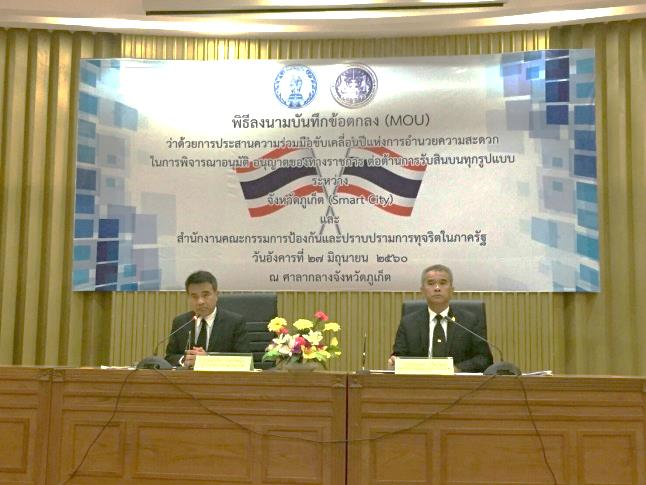 พิธีลงนามบันทึกข้อตกลง (MOU)
ว่าด้วยการประสานความร่วมมือขับเคลื่อนปีแห่งการอำนวยความสะดวก
ในการพิจารณาอนุมัติ อนุญาตของทางราชการ ต่อต้านการรับสินบนทุกรูปแบบ
ระหว่าง
จังหวัดภูเก็ต (Smart City)
และ
สำนักงานคณะกรรมการป้องกันและปราบปรามการทุจริตในภาครัฐ
วันอังคารที่ ๒๗ มิถุนายน ๒๕๖๐
ณ ศาลากลางจังหวัดภูเก็ต